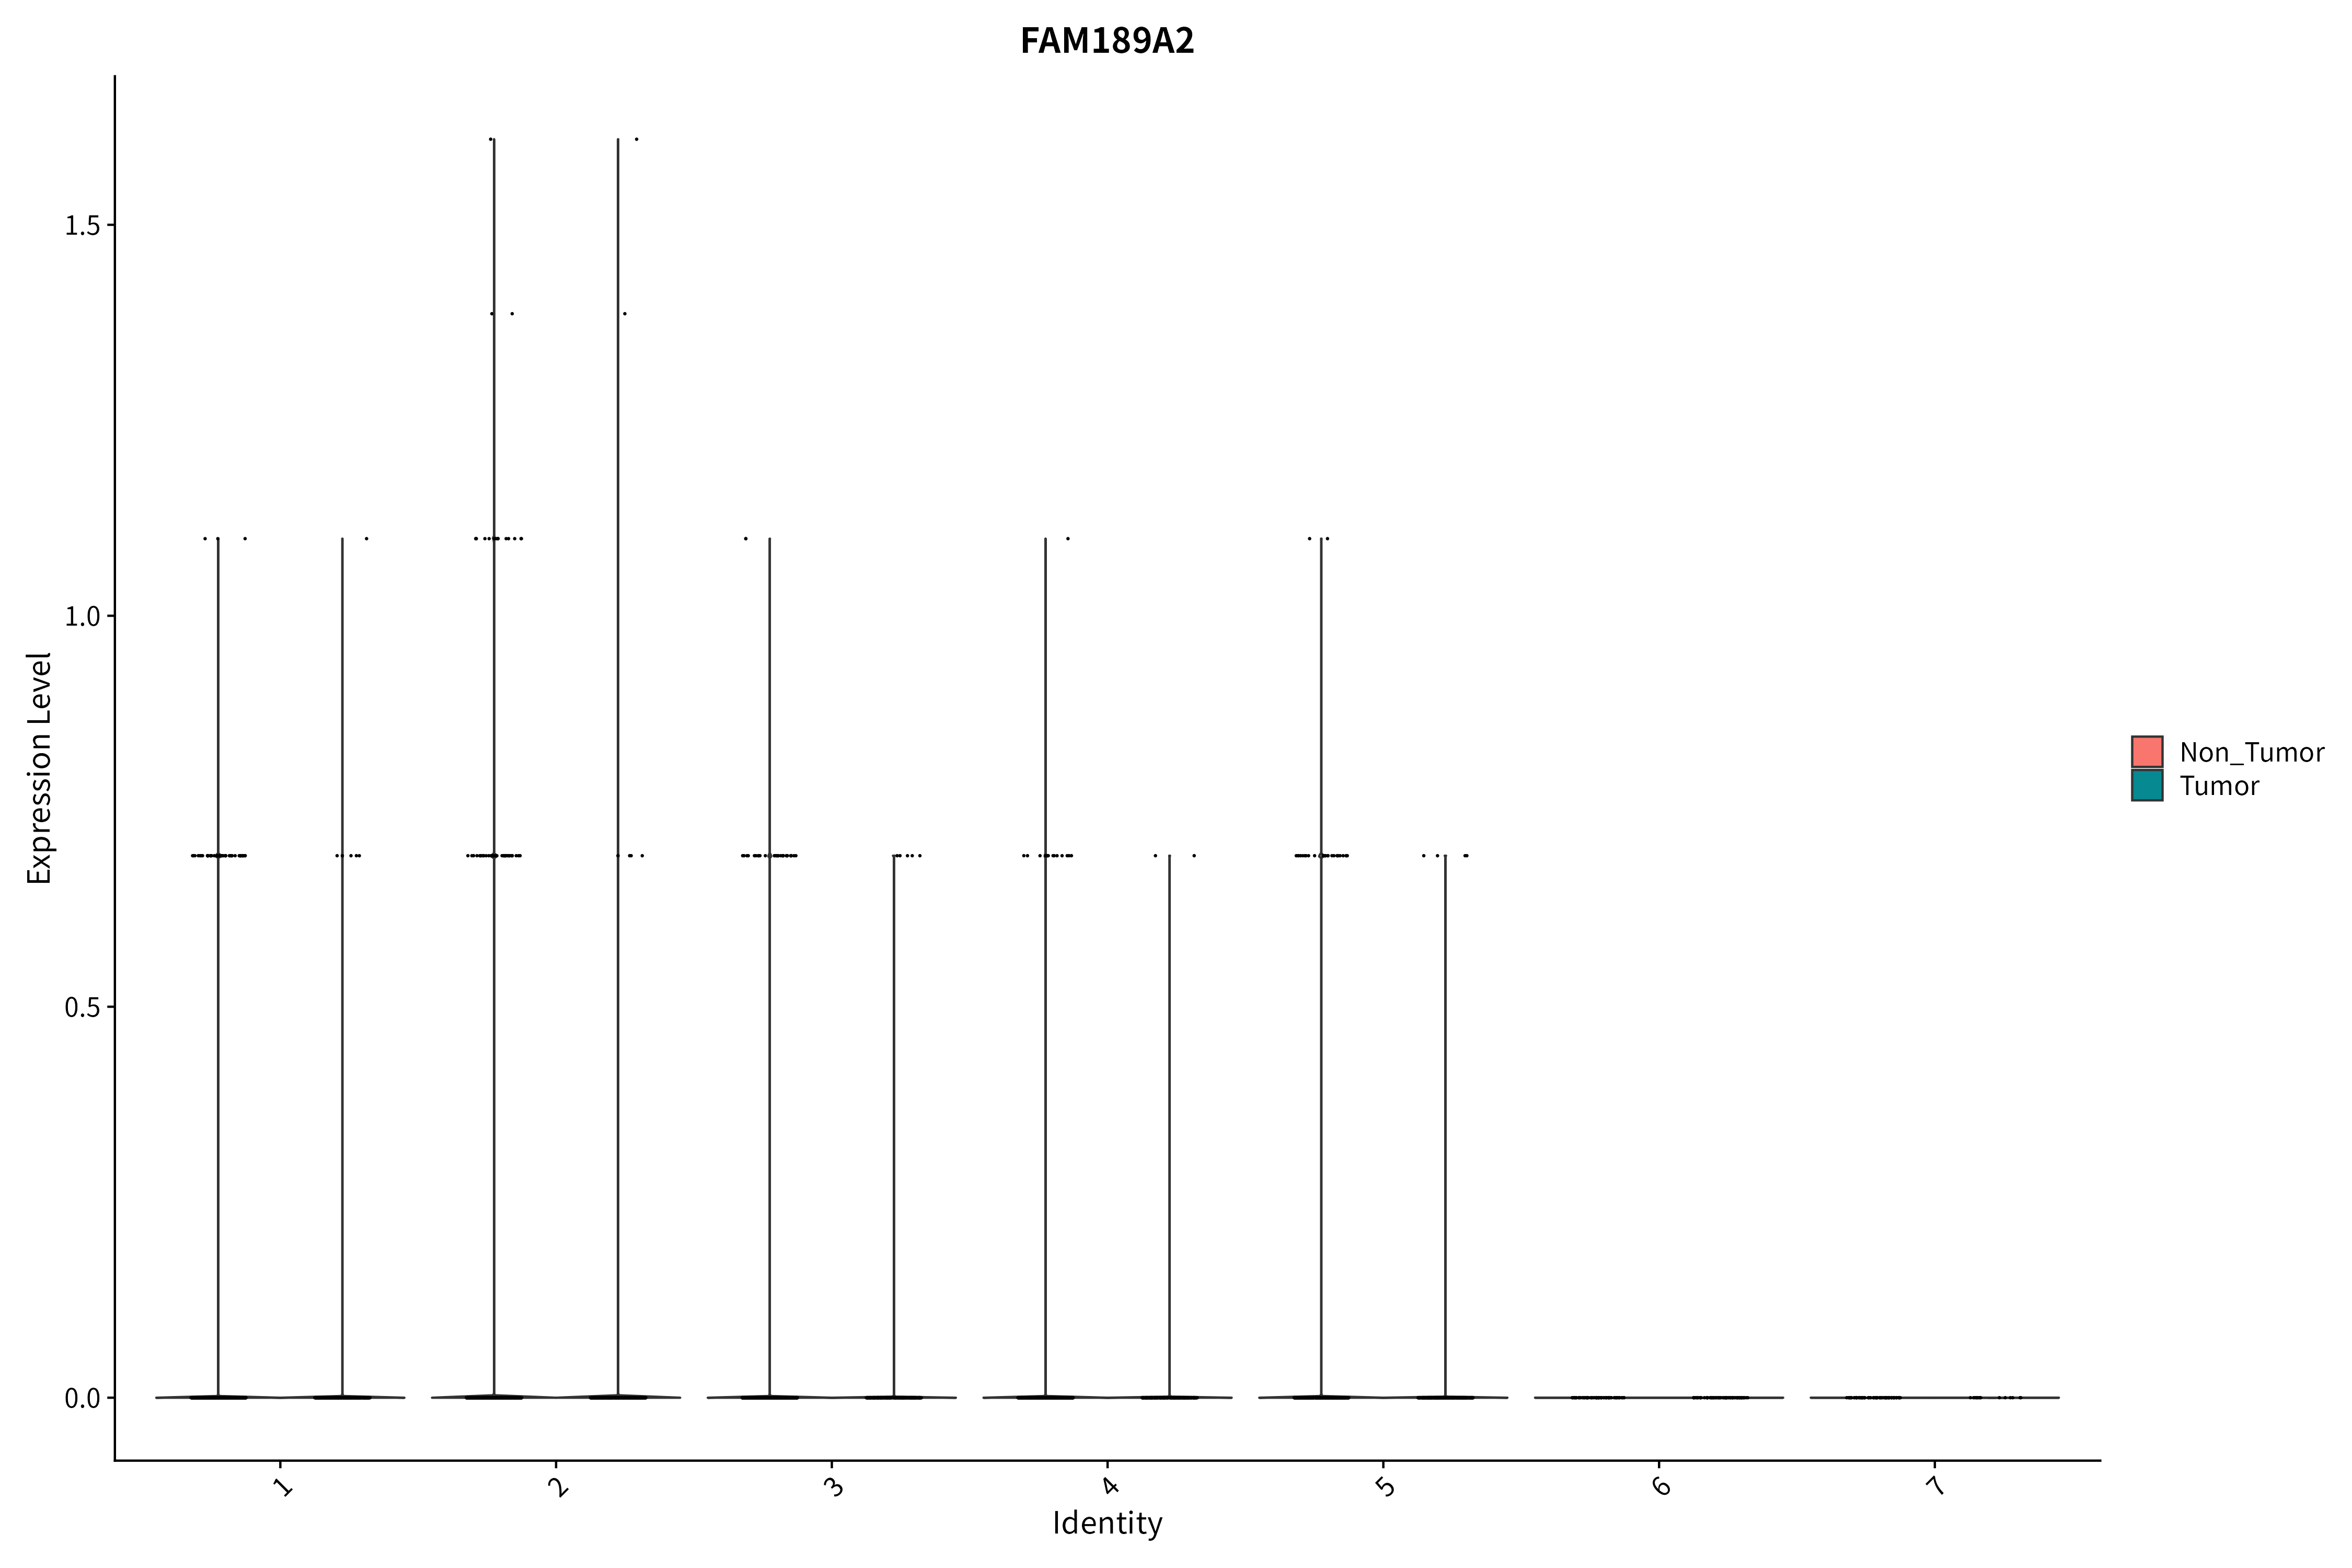 FAM189A2
1.5
1.0
0.5
0.0
Expression Level
1
2
3
4
5
6
7
Identity
Non_Tumor
Tumor